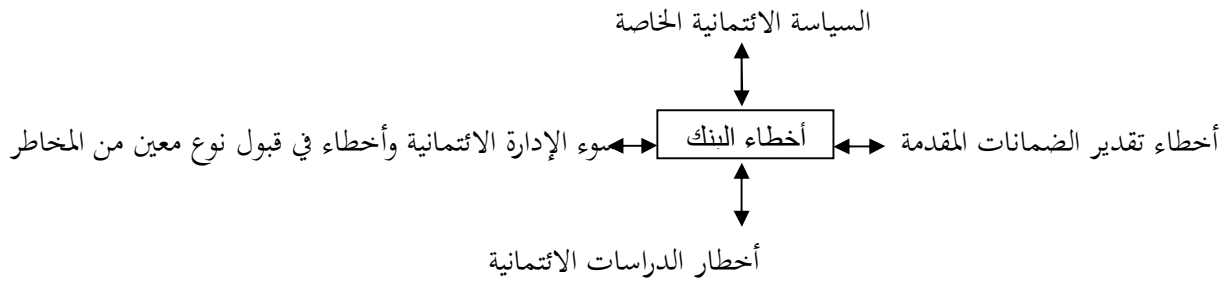 السياسة الائتمانية الخاصة
أخطاء تقدير الضمانات المقدمة
أخطاء البنك
سوء الإدارة الائتمانية وأخطاء في قبول نوع معين من المخاطر
أخطار الدراسات الائتمانية